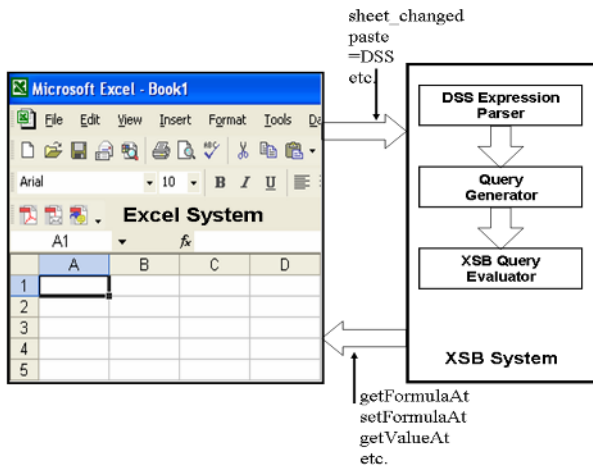 sheet_changed
paste
=DSS
etc.
Microsoft Excel - Book1
File Edit View Insert Format Tools Da
ABC
Arial 10 B I U
Excel System
A1 fx
A B C D
1
2
3
4
5
DSS Expression
Parser
Query
Generator
XSB Query
Evaluator
XSB System
getFormulaAt
setFormulaAt
getValueAt
etc.